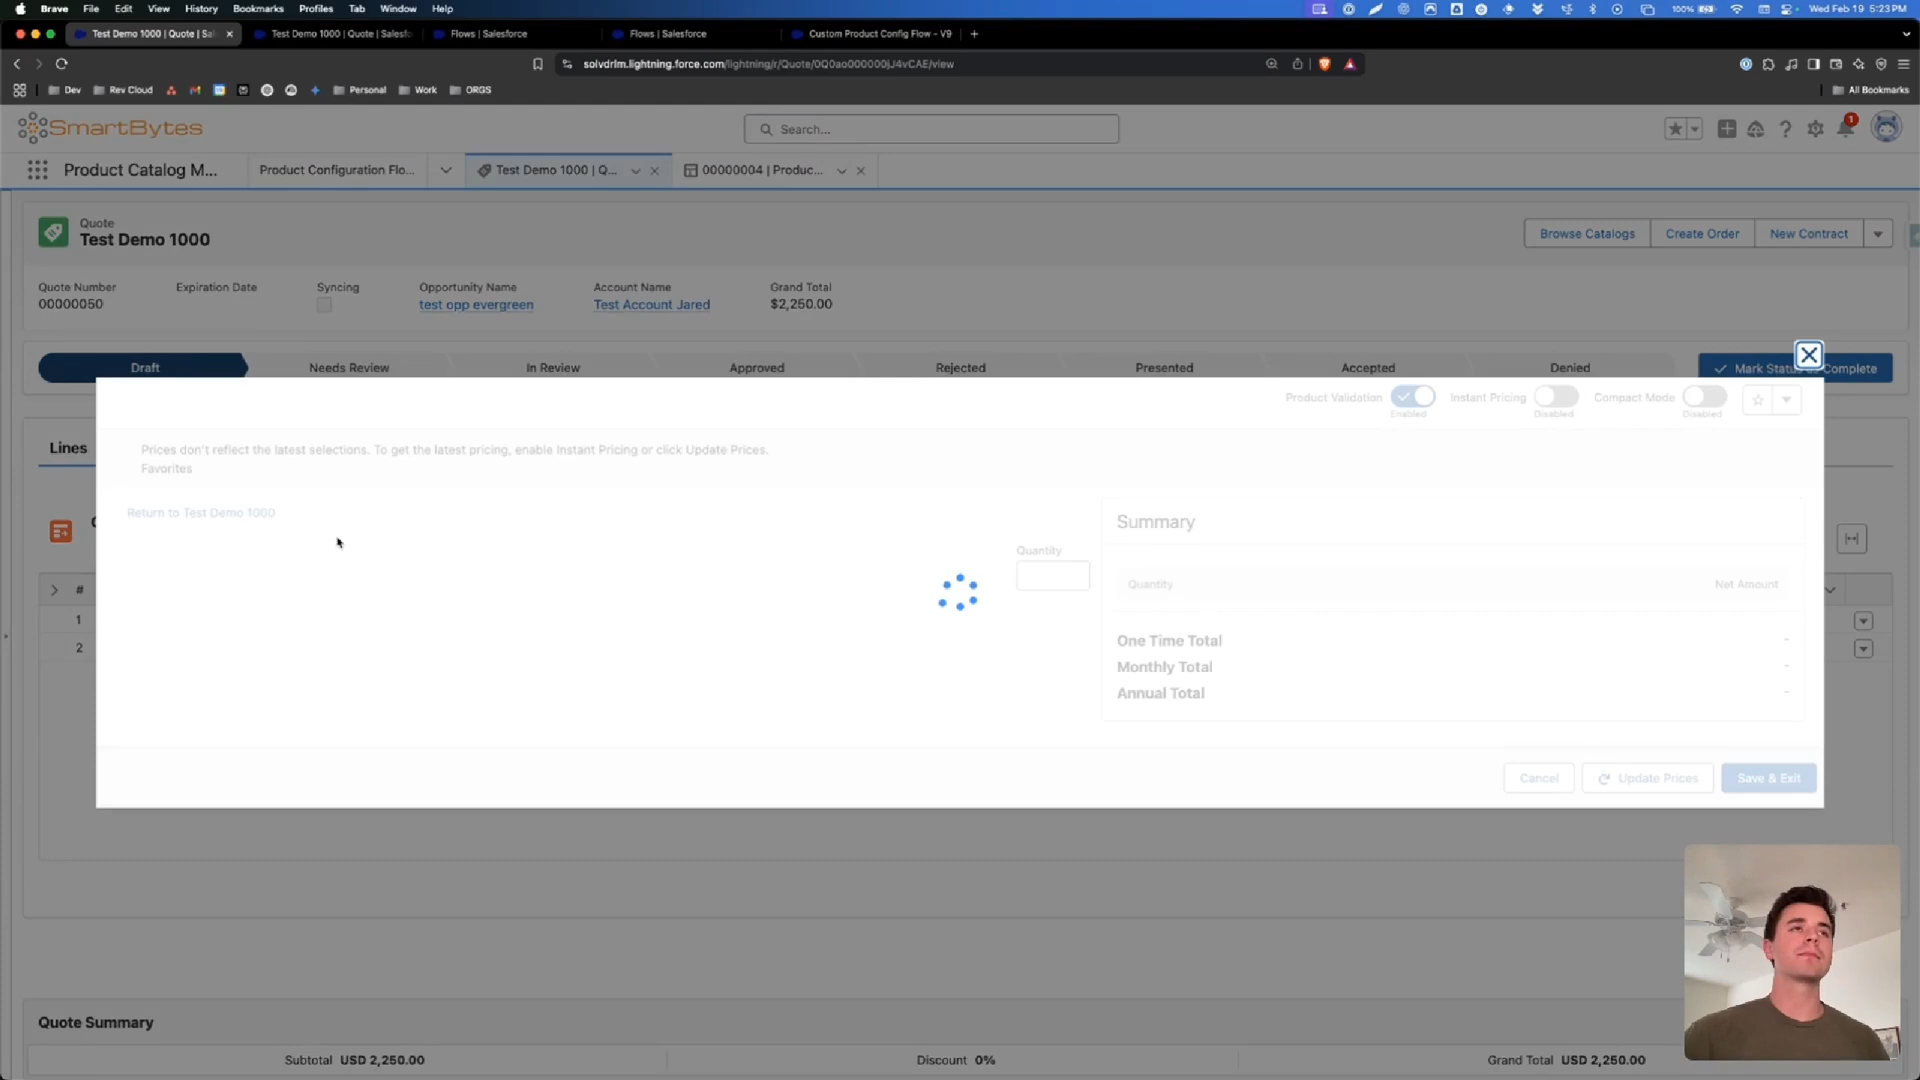 Brave File Edit View History Bookmarks Profiles Tab Window Help 100% Wed Feb 19 5:23 PM
Test Demo 1000 | Quote | Sal Test Demo 1000 | Quote | Salesfo Flows | Salesforce Flows | Salesforce Custom Product Config Flow - V9
solvdrlm.lightning.force.com/lightning/r/Quote/0Q0ao000000jJ4vCAE/view
Dev Rev Cloud Personal Work ORGS All Bookmarks
SmartBytes Search... 1
Product Catalog M... Product Configuration Flo... Test Demo 1000 | Q... 00000004 | Produc...
Quote
Test Demo 1000
Browse Catalogs Create Order New Contract
Quote Number Expiration Date Syncing Opportunity Name Account Name Grand Total
00000050 test opp evergreen Test Account Jared $2,250.00
Draft Needs Review In Review Approved Rejected Presented Accepted Denied Mark Status as Complete
Product Validation Instant Pricing Compact Mode
Enabled Disabled Disabled
Lines
Prices don't reflect the latest selections. To get the latest pricing, enable Instant Pricing or click Update Prices.
Favorites
Return to Test Demo 1000
Summary
Quantity
Quantity Net Amount
#
1
2
One Time Total -
Monthly Total -
Annual Total -
Cancel Update Prices Save & Exit
Quote Summary
Subtotal USD 2,250.00 Discount 0% Grand Total USD 2,250.00